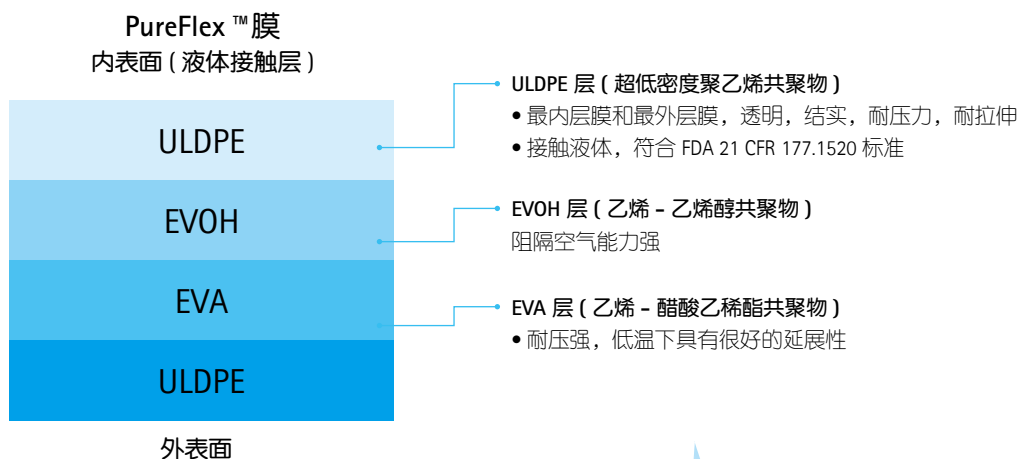 PureFlex ™膜
内表面 ( 液体接触层 )
ULDPE
EVOH
EVA
ULDPE
外表面
ULDPE 层 ( 超低密度聚乙烯共聚物 )
• 最内层膜和最外层膜，透明，结实，耐压力，耐拉伸
• 接触液体，符合 FDA 21 CFR 177.1520 标准
EVOH 层 ( 乙烯 – 乙烯醇共聚物 )
阻隔空气能力强
EVA 层 ( 乙烯 – 醋酸乙稀酯共聚物 )
• 耐压强，低温下具有很好的延展性